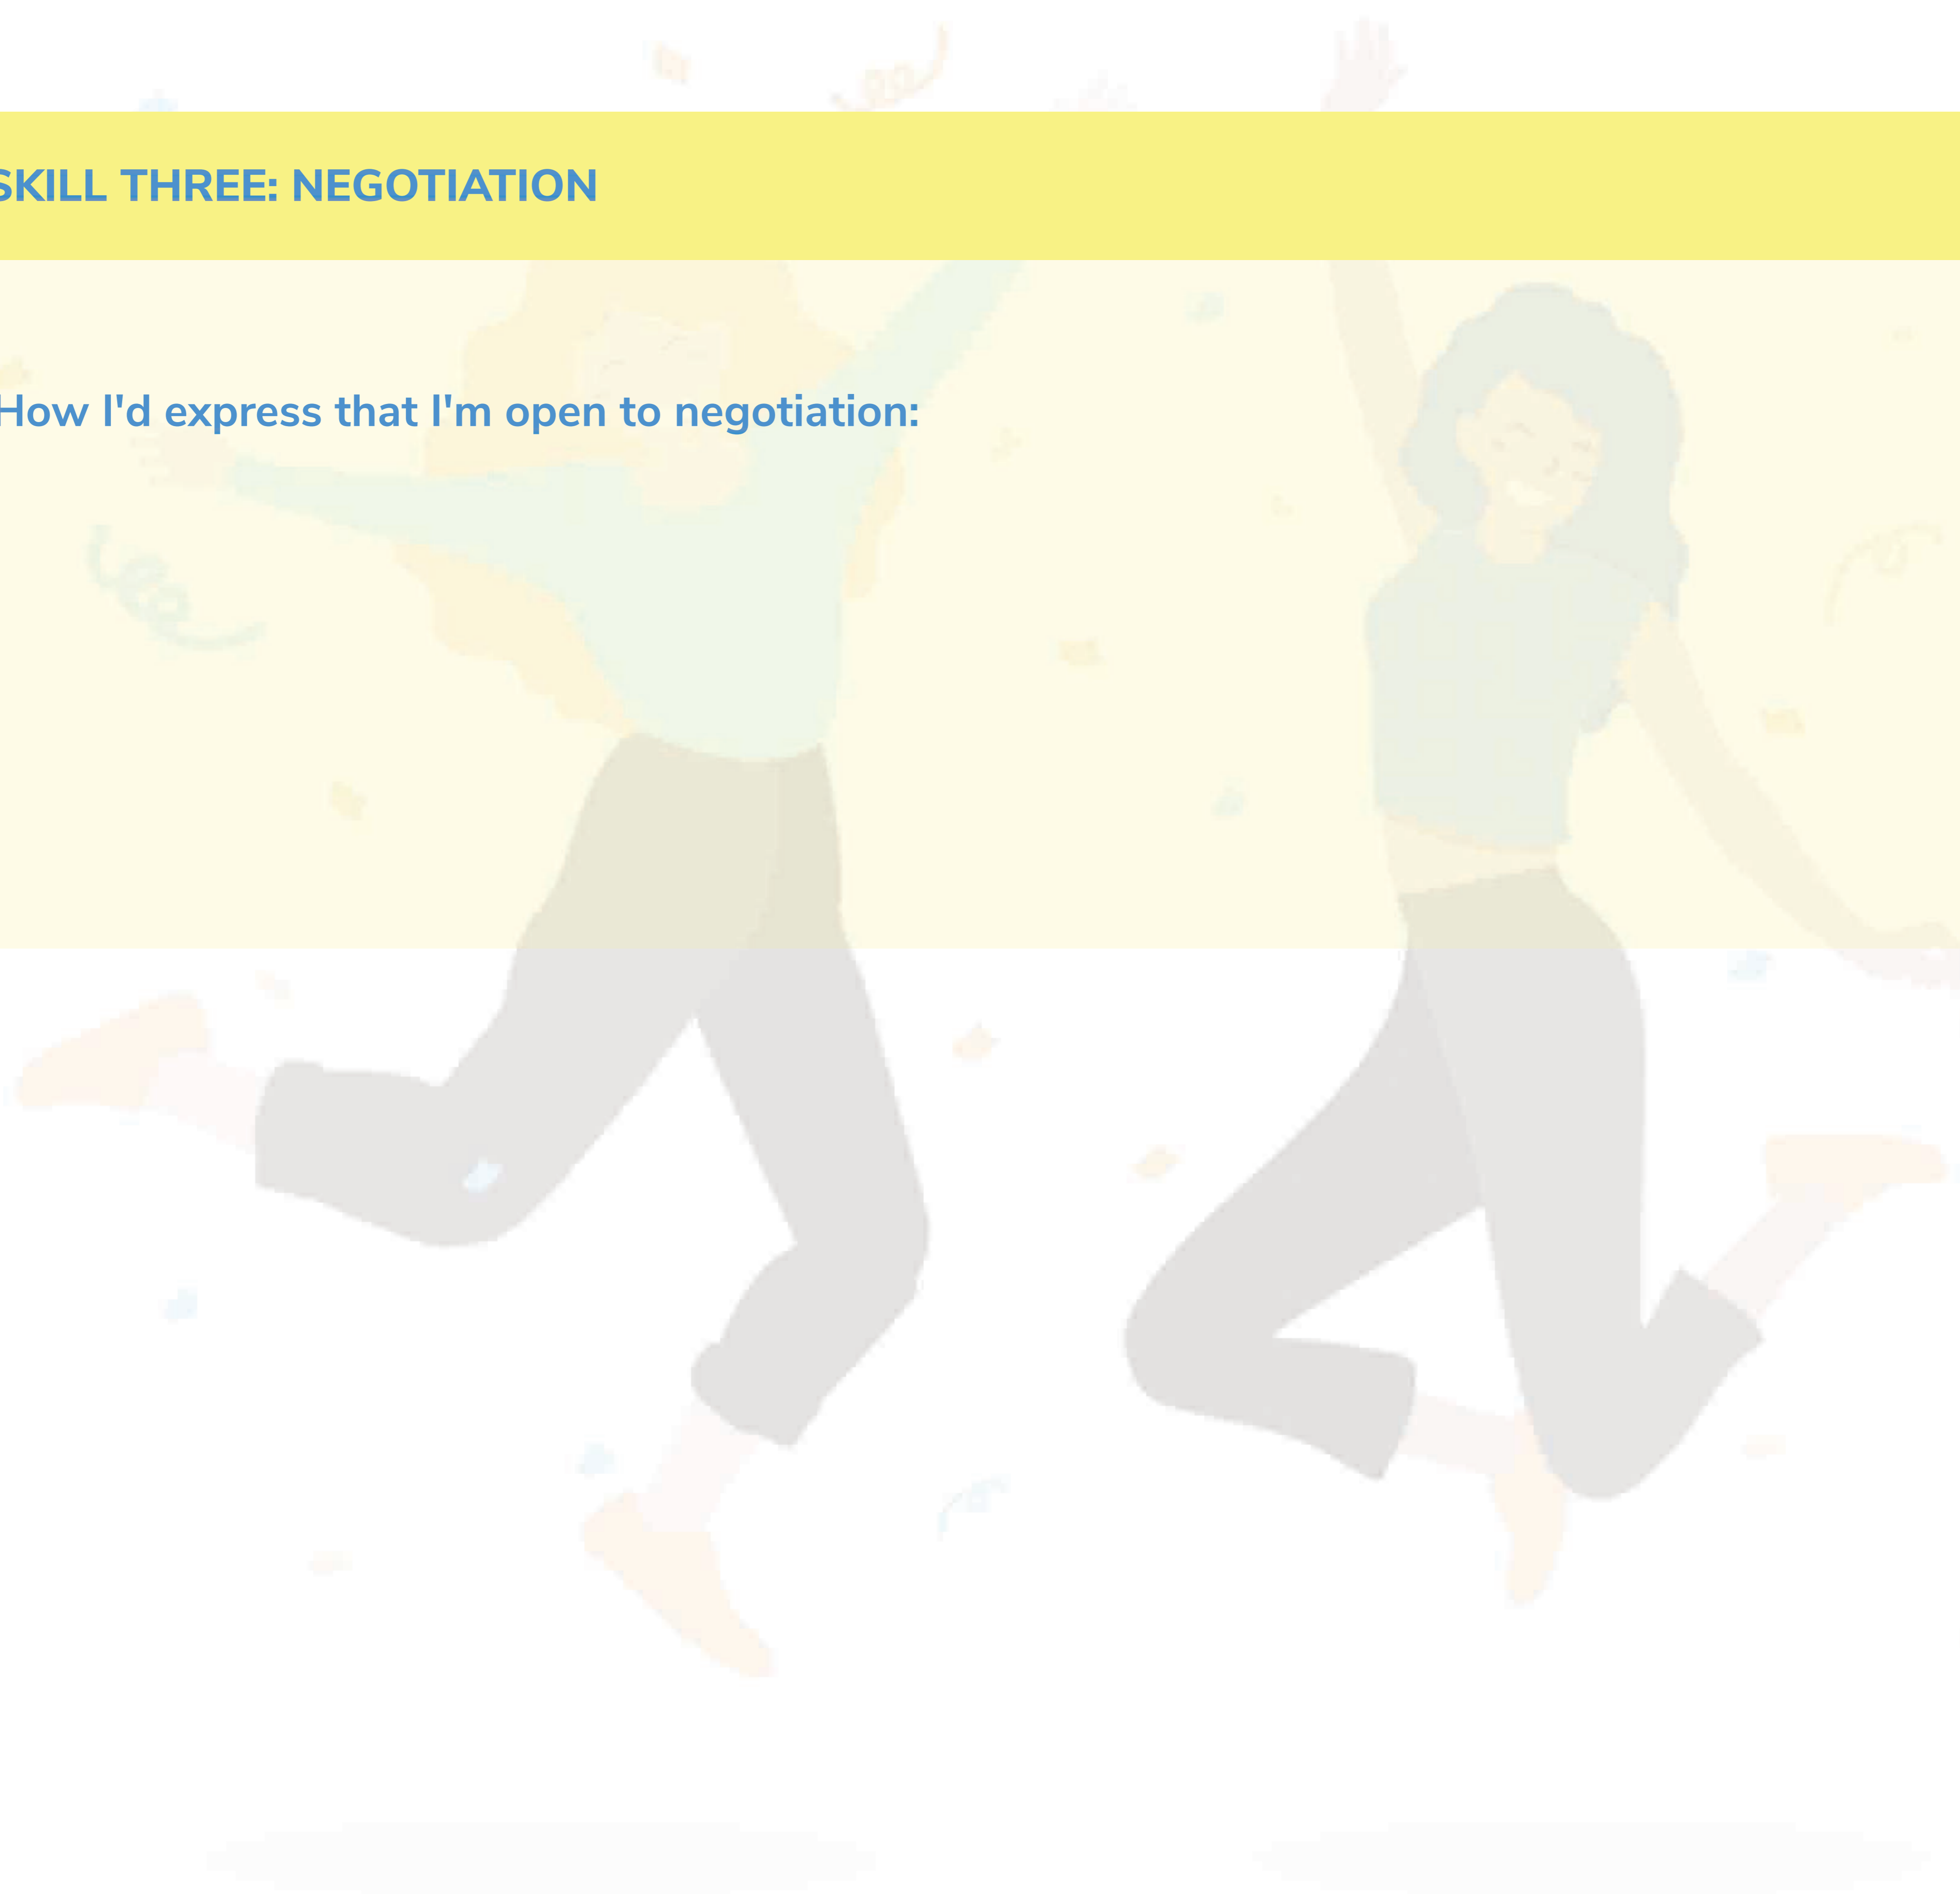 SKILL THREE: NEGOTIATION
How I'd express that I'm open to negotiation: